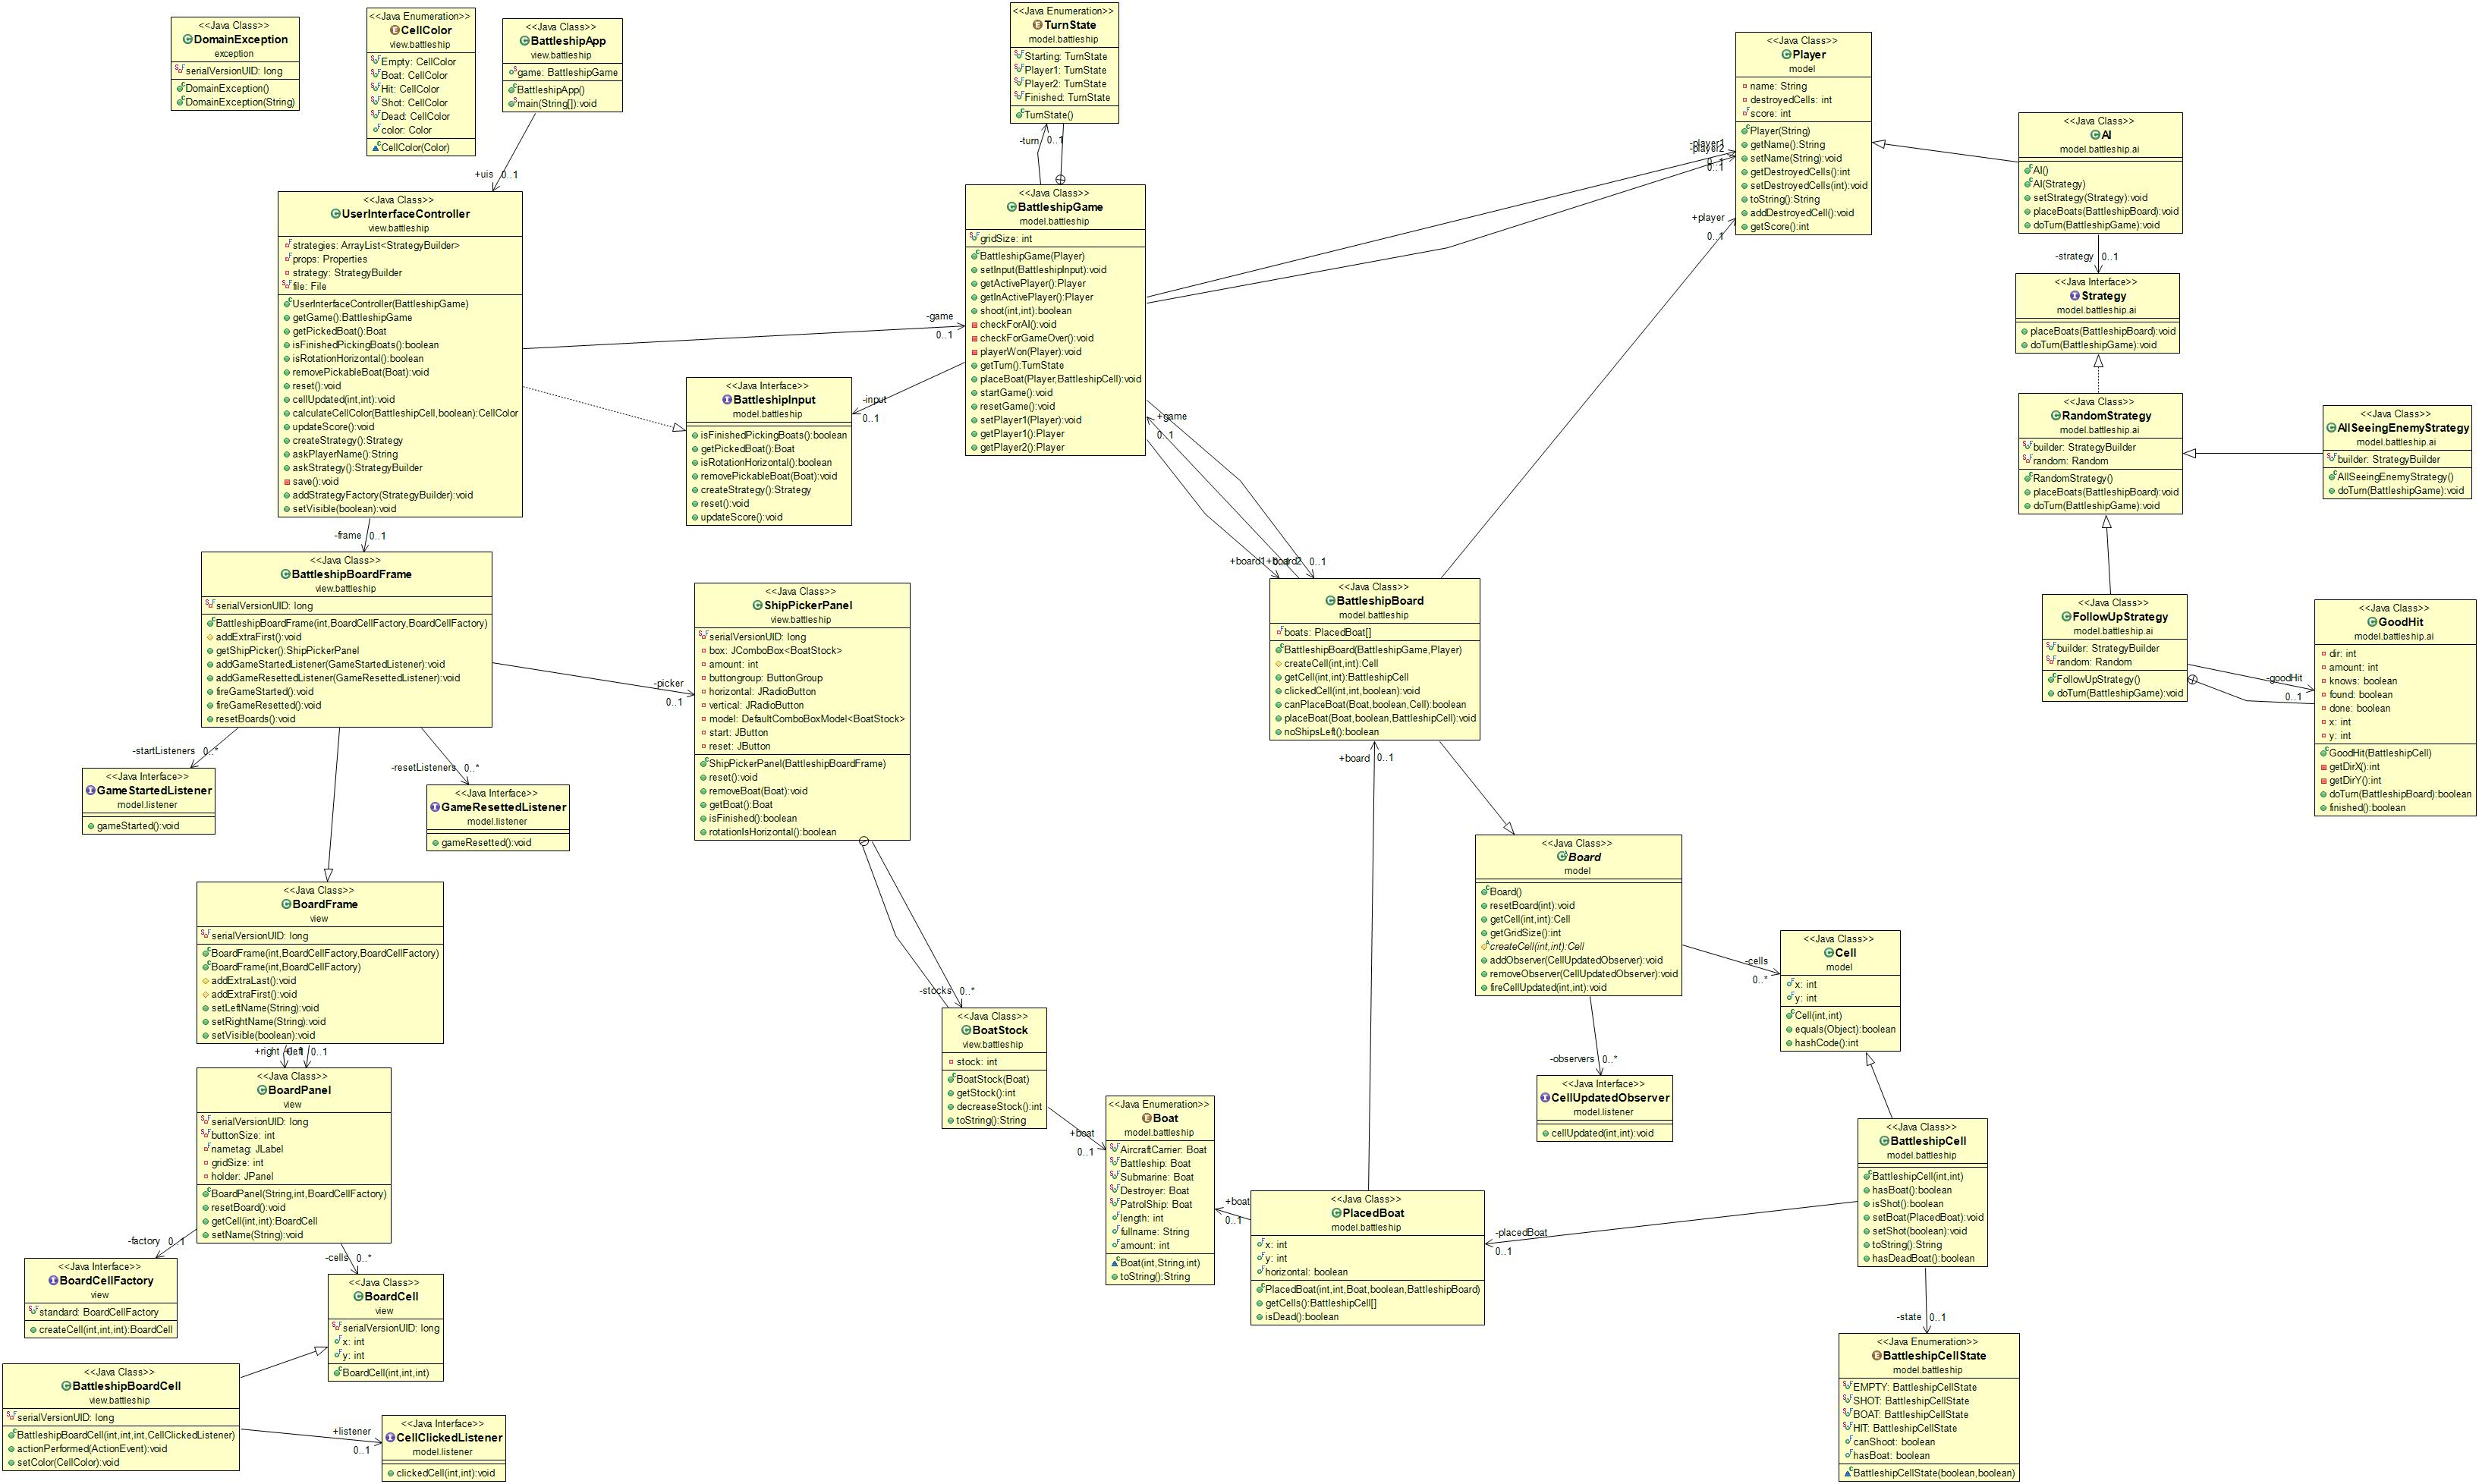 <<Java Class>>
DomainException
exception
serialVersionUID: long
DomainException()
DomainException(String)
<<Java Enumeration>>
CellColor
view.battleship
Empty: CellColor
Boat: CellColor
Hit: CellColor
Shot: CellColor
Dead: CellColor
color: Color
CellColor(Color)
<<Java Class>>
BattleshipApp
view.battleship
game: BattleshipGame
BattleshipApp()
main(String[]):void
+uis 0..1
<<Java Enumeration>>
TurnState
model.battleship
Starting: TurnState
Player1: TurnState
Player2: TurnState
Finished: TurnState
TurnState()
-turn 0..1
<<Java Class>>
Player
model
name: String
destroyedCells: int
score: int
Player(String)
getName():String
setName(String):void
getDestroyedCells():int
setDestroyedCells(int):void
toString():String
addDestroyedCell():void
getScore():int
-player1
-player2
0..1
0..1
+player
0..1
<<Java Class>>
AI
model.battleship.ai
AI()
AI(Strategy)
setStrategy(Strategy):void
placeBoats(BattleshipBoard):void
doTurn(BattleshipGame):void
-strategy 0..1
<<Java Interface>>
Strategy
model.battleship.ai
placeBoats(BattleshipBoard):void
doTurn(BattleshipGame):void
<<Java Class>>
RandomStrategy
model.battleship.ai
builder: StrategyBuilder
random: Random
RandomStrategy()
placeBoats(BattleshipBoard):void
doTurn(BattleshipGame):void
<<Java Class>>
AllSeeingEnemyStrategy
model.battleship.ai
builder: StrategyBuilder
AllSeeingEnemyStrategy()
doTurn(BattleshipGame):void
<<Java Class>>
FollowUpStrategy
model.battleship.ai
builder: StrategyBuilder
random: Random
FollowUpStrategy()
doTurn(BattleshipGame):void
-goodHit
0..1
<<Java Class>>
GoodHit
model.battleship.ai
dir: int
amount: int
knows: boolean
found: boolean
done: boolean
x: int
y: int
GoodHit(BattleshipCell)
getDirX():int
getDirY():int
doTurn(BattleshipBoard):boolean
finished():boolean
<<Java Class>>
UserInterfaceController
view.battleship
strategies: ArrayList<StrategyBuilder>
props: Properties
strategy: StrategyBuilder
file: File
UserInterfaceController(BattleshipGame)
getGame():BattleshipGame
getPickedBoat():Boat
isFinishedPickingBoats():boolean
isRotationHorizontal():boolean
removePickableBoat(Boat):void
reset():void
cellUpdated(int,int):void
calculateCellColor(BattleshipCell,boolean):CellColor
updateScore():void
createStrategy():Strategy
askPlayerName():String
askStrategy():StrategyBuilder
save():void
addStrategyFactory(StrategyBuilder):void
setVisible(boolean):void
-game
0..1
-frame 0..1
<<Java Class>>
BattleshipGame
model.battleship
gridSize: int
BattleshipGame(Player)
setInput(BattleshipInput):void
getActivePlayer():Player
getInActivePlayer():Player
shoot(int,int):boolean
checkForAI():void
checkForGameOver():void
playerWon(Player):void
getTurn():TurnState
placeBoat(Player,BattleshipCell):void
startGame():void
resetGame():void
setPlayer1(Player):void
getPlayer1():Player
getPlayer2():Player
-input
0..1
+game
0..1
<<Java Interface>>
BattleshipInput
model.battleship
isFinishedPickingBoats():boolean
getPickedBoat():Boat
isRotationHorizontal():boolean
removePickableBoat(Boat):void
createStrategy():Strategy
reset():void
updateScore():void
+board1 +board2 0..1
<<Java Class>>
BattleshipBoard
model.battleship
boats: PlacedBoat[]
BattleshipBoard(BattleshipGame,Player)
createCell(int,int):Cell
getCell(int,int):BattleshipCell
clickedCell(int,int,boolean):void
canPlaceBoat(Boat,boolean,Cell):boolean
placeBoat(Boat,boolean,BattleshipCell):void
noShipsLeft():boolean
+board 0..1
<<Java Class>>
BattleshipBoardFrame
view.battleship
serialVersionUID: long
BattleshipBoardFrame(int,BoardCellFactory,BoardCellFactory)
addExtraFirst():void
getShipPicker():ShipPickerPanel
addGameStartedListener(GameStartedListener):void
addGameResettedListener(GameResettedListener):void
fireGameStarted():void
fireGameResetted():void
resetBoards():void
-picker
0..1
<<Java Class>>
ShipPickerPanel
view.battleship
serialVersionUID: long
box: JComboBox<BoatStock>
amount: int
buttongroup: ButtonGroup
horizontal: JRadioButton
vertical: JRadioButton
model: DefaultComboBoxModel<BoatStock>
start: JButton
reset: JButton
ShipPickerPanel(BattleshipBoardFrame)
reset():void
removeBoat(Boat):void
getBoat():Boat
isFinished():boolean
rotationIsHorizontal():boolean
-startListeners 0..*
<<Java Interface>>
GameStartedListener
model.listener
gameStarted():void
-resetListeners 0..*
<<Java Interface>>
GameResettedListener
model.listener
gameResetted():void
<<Java Class>>
BoardFrame
view
serialVersionUID: long
BoardFrame(int,BoardCellFactory,BoardCellFactory)
BoardFrame(int,BoardCellFactory)
addExtraLast():void
addExtraFirst():void
setLeftName(String):void
setRightName(String):void
setVisible(boolean):void
+right 0..1
<<Java Class>>
BoardPanel
view
serialVersionUID: long
buttonSize: int
nametag: JLabel
gridSize: int
holder: JPanel
BoardPanel(String,int,BoardCellFactory)
resetBoard():void
getCell(int,int):BoardCell
setName(String):void
-factory 0..1
<<Java Interface>>
BoardCellFactory
view
standard: BoardCellFactory
createCell(int,int,int):BoardCell
-cells 0..*
<<Java Class>>
BoardCell
view
serialVersionUID: long
x: int
y: int
BoardCell(int,int,int)
<<Java Class>>
BattleshipBoardCell
view.battleship
serialVersionUID: long
BattleshipBoardCell(int,int,int,CellClickedListener)
actionPerformed(ActionEvent):void
setColor(CellColor):void
+listener
0..1
<<Java Interface>>
CellClickedListener
model.listener
clickedCell(int,int):void
-stocks 0..*
<<Java Class>>
BoatStock
view.battleship
stock: int
BoatStock(Boat)
getStock():int
decreaseStock():int
toString():String
+boat
0..1
<<Java Enumeration>>
Boat
model.battleship
AircraftCarrier: Boat
Battleship: Boat
Submarine: Boat
Destroyer: Boat
PatrolShip: Boat
length: int
fullname: String
amount: int
Boat(int,String,int)
toString():String
+boat
0..1
<<Java Class>>
PlacedBoat
model.battleship
x: int
y: int
horizontal: boolean
PlacedBoat(int,int,Boat,boolean,BattleshipBoard)
getCells():BattleshipCell[]
isDead():boolean
<<Java Class>>
Board
model
Board()
resetBoard(int):void
getCell(int,int):Cell
getGridSize():int
createCell(int,int):Cell
addObserver(CellUpdatedObserver):void
removeObserver(CellUpdatedObserver):void
fireCellUpdated(int,int):void
-cells
0..*
-observers 0..*
<<Java Interface>>
CellUpdatedObserver
model.listener
cellUpdated(int,int):void
<<Java Class>>
Cell
model
x: int
y: int
Cell(int,int)
equals(Object):boolean
hashCode():int
<<Java Class>>
BattleshipCell
model.battleship
BattleshipCell(int,int)
hasBoat():boolean
isShot():boolean
setBoat(PlacedBoat):void
setShot(boolean):void
toString():String
hasDeadBoat():boolean
-placedBoat
0..1
-state 0..1
<<Java Enumeration>>
BattleshipCellState
model.battleship
EMPTY: BattleshipCellState
SHOT: BattleshipCellState
BOAT: BattleshipCellState
HIT: BattleshipCellState
canShoot: boolean
hasBoat: boolean
BattleshipCellState(boolean,boolean)